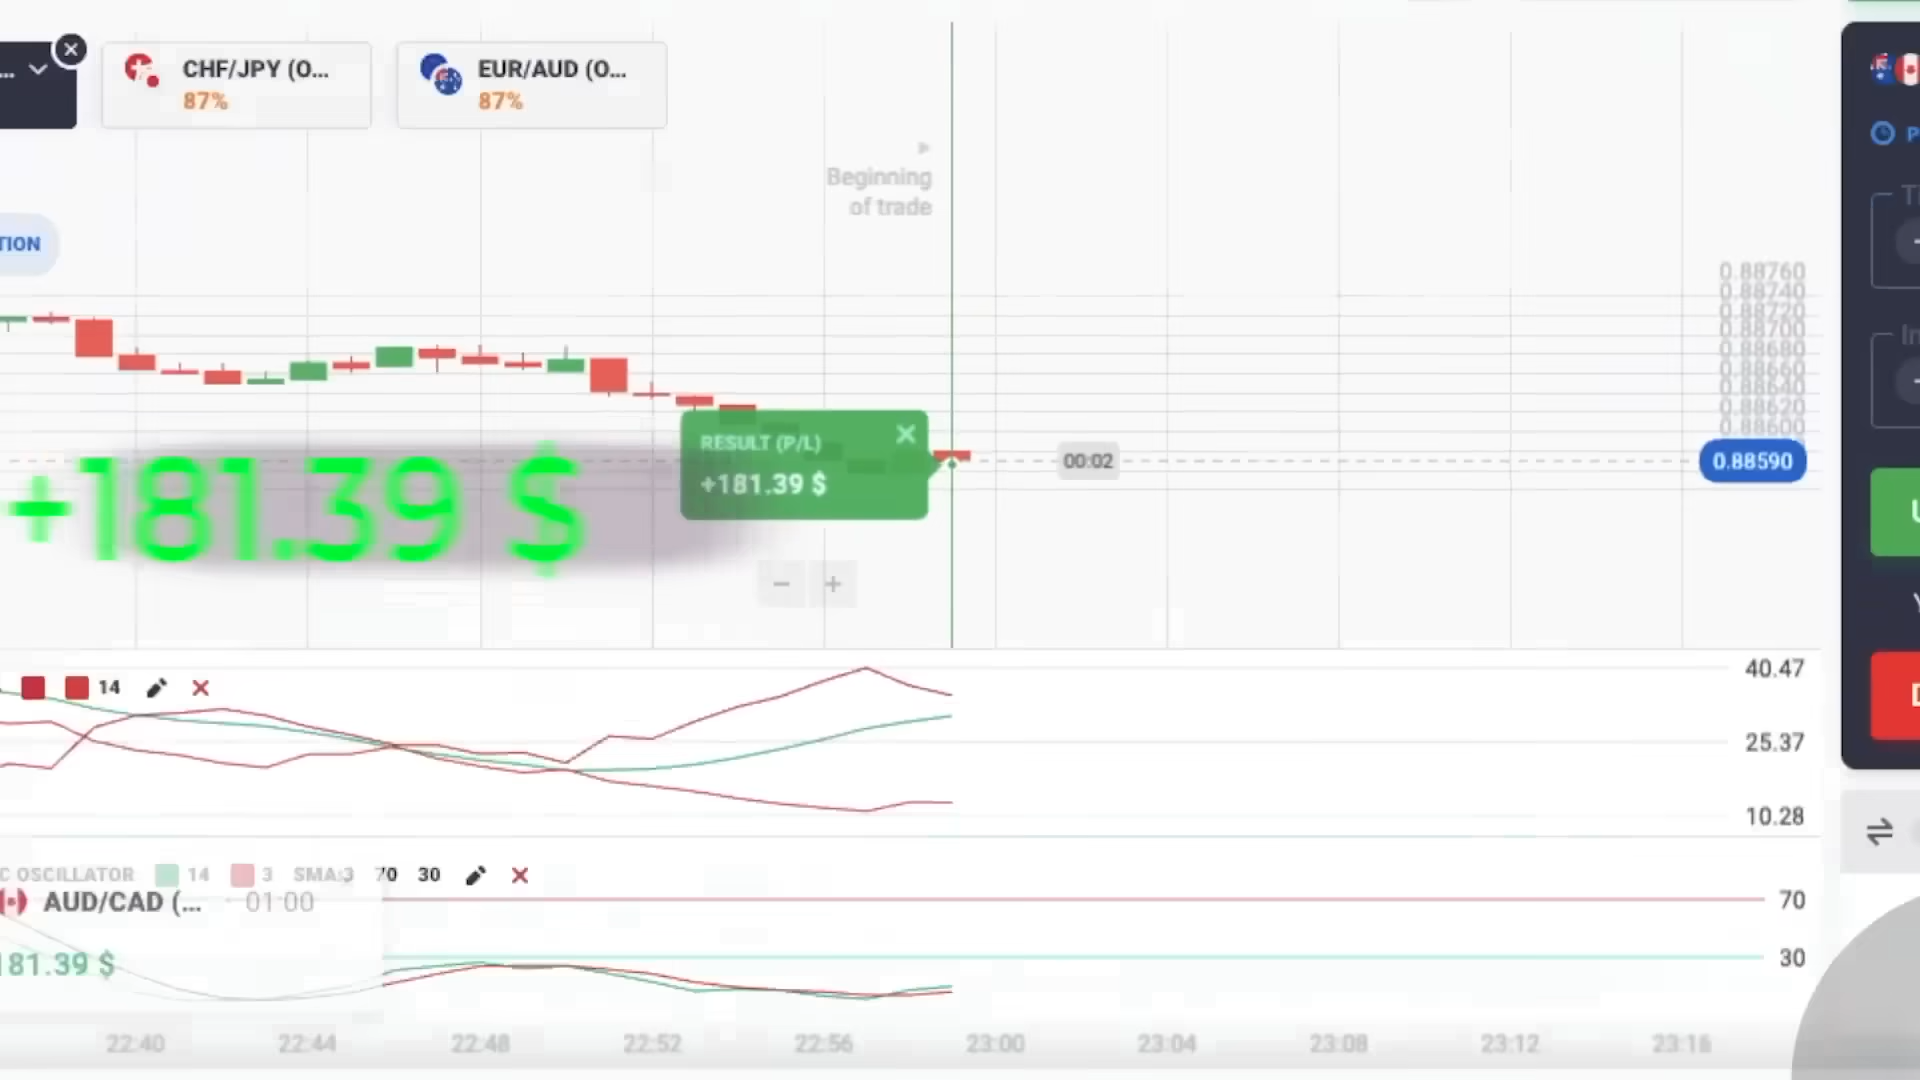 ...
CHF/JPY (O...
87%
EUR/AUD (O...
87%
Beginning
of trade
TION
0.88760
0.88740
0.88720
0.88700
0.88680
0.88660
0.88640
0.88620
0.88600
RESULT (P/L)
+181.39 $
+181.39 $
00:02
0.88590
14
40.47
25.37
10.28
C OSCILLATOR 14 3 SMA:3 70 30
AUD/CAD (... 01:00
181.39 $
70
30
22:40 22:44 22:48 22:52 22:56 23:00 23:04 23:08 23:12 23:16